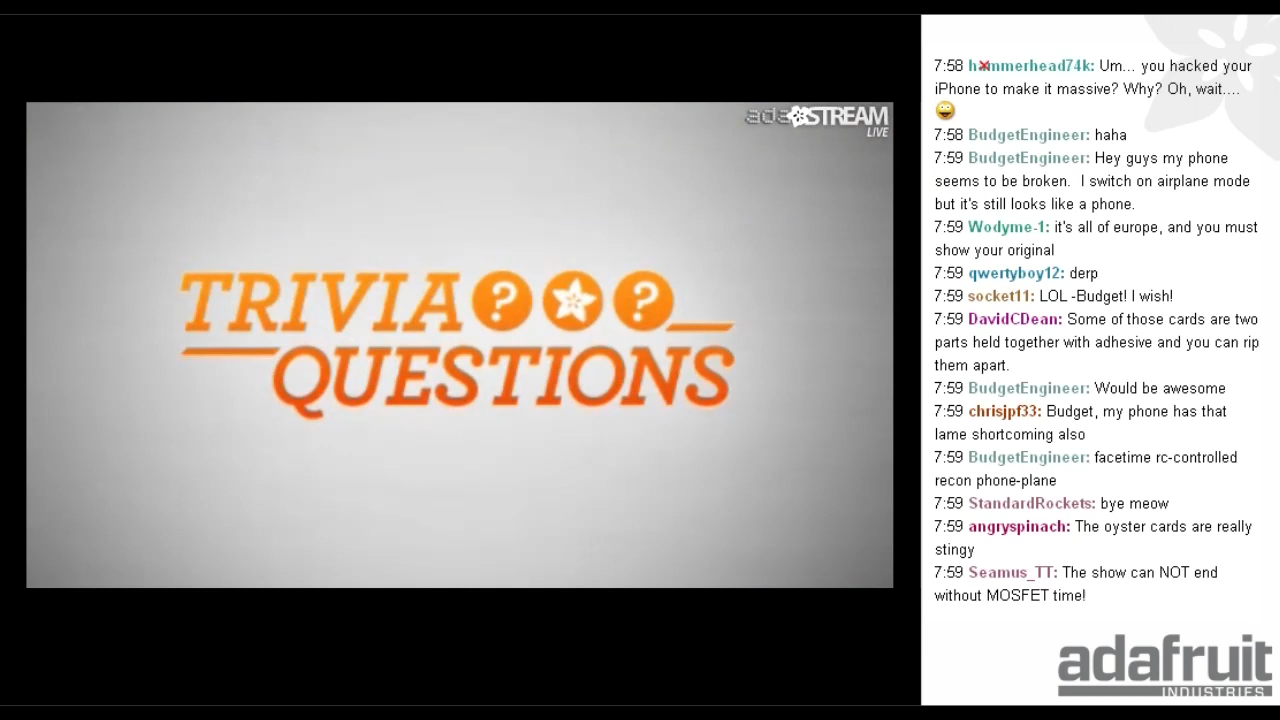 adaSTREAM
LIVE
TRIVIA ? ?
QUESTIONS
7:58 hammerhead74k: Um... you hacked your
iPhone to make it massive? Why? Oh, wait....
7:58 BudgetEngineer: haha
7:59 BudgetEngineer: Hey guys my phone
seems to be broken. I switch on airplane mode
but it's still looks like a phone.
7:59 Wodyme-1: it's all of europe, and you must
show your original
7:59 qwertyboy12: derp
7:59 socket11: LOL -Budget! I wish!
7:59 DavidCDean: Some of those cards are two
parts held together with adhesive and you can rip
them apart.
7:59 BudgetEngineer: Would be awesome
7:59 chrisjpf33: Budget, my phone has that
lame shortcoming also
7:59 BudgetEngineer: facetime rc-controlled
recon phone-plane
7:59 StandardRockets: bye meow
7:59 angryspinach: The oyster cards are really
stingy
7:59 Seamus_TT: The show can NOT end
without MOSFET time!
adafruit
INDUSTRIES